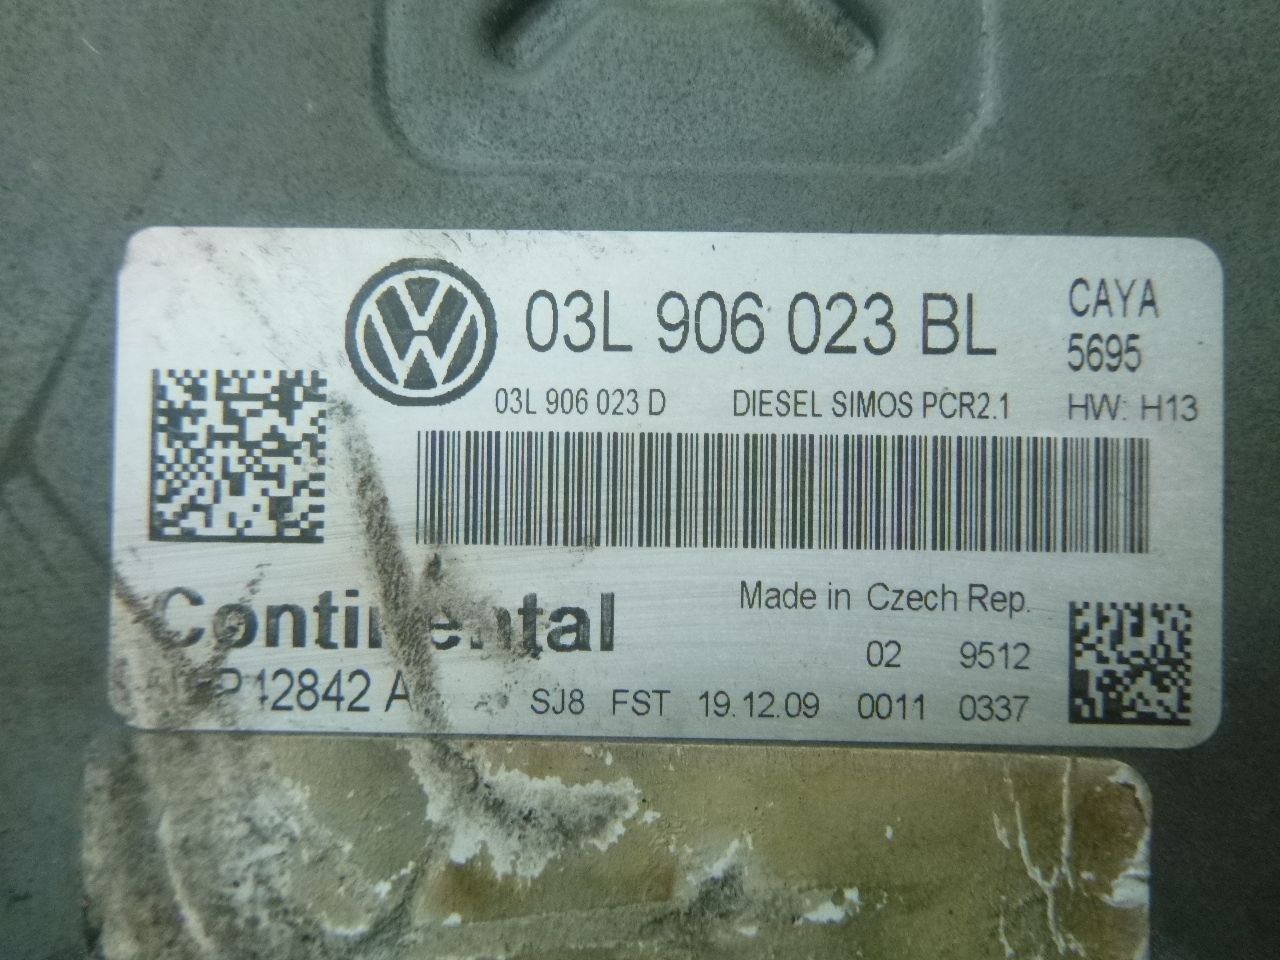 03L 906 023 BL
CAYA
5695
03L 906 023 D DIESEL SIMOS PCR2.1 HW: H13
Continental
Made in Czech Rep.
02 9512
SJ8 FST 19.12.09 0011 0337